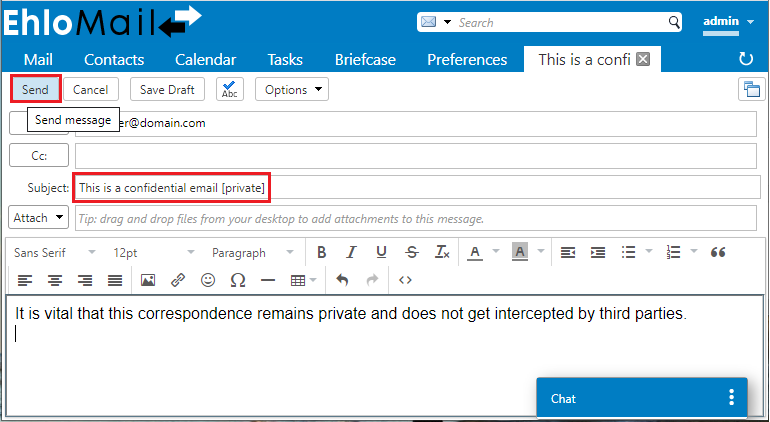 EhloMail
Search
admin
Mail Contacts Calendar Tasks Briefcase Preferences This is a confi
Send Cancel Save Draft Abc Options
Send message
er@domain.com
Cc:
Subject: This is a confidential email [private]
Attach Tip: drag and drop files from your desktop to add attachments to this message.
Sans Serif 12pt Paragraph B I U S Tx A A
It is vital that this correspondence remains private and does not get intercepted by third parties.
Chat